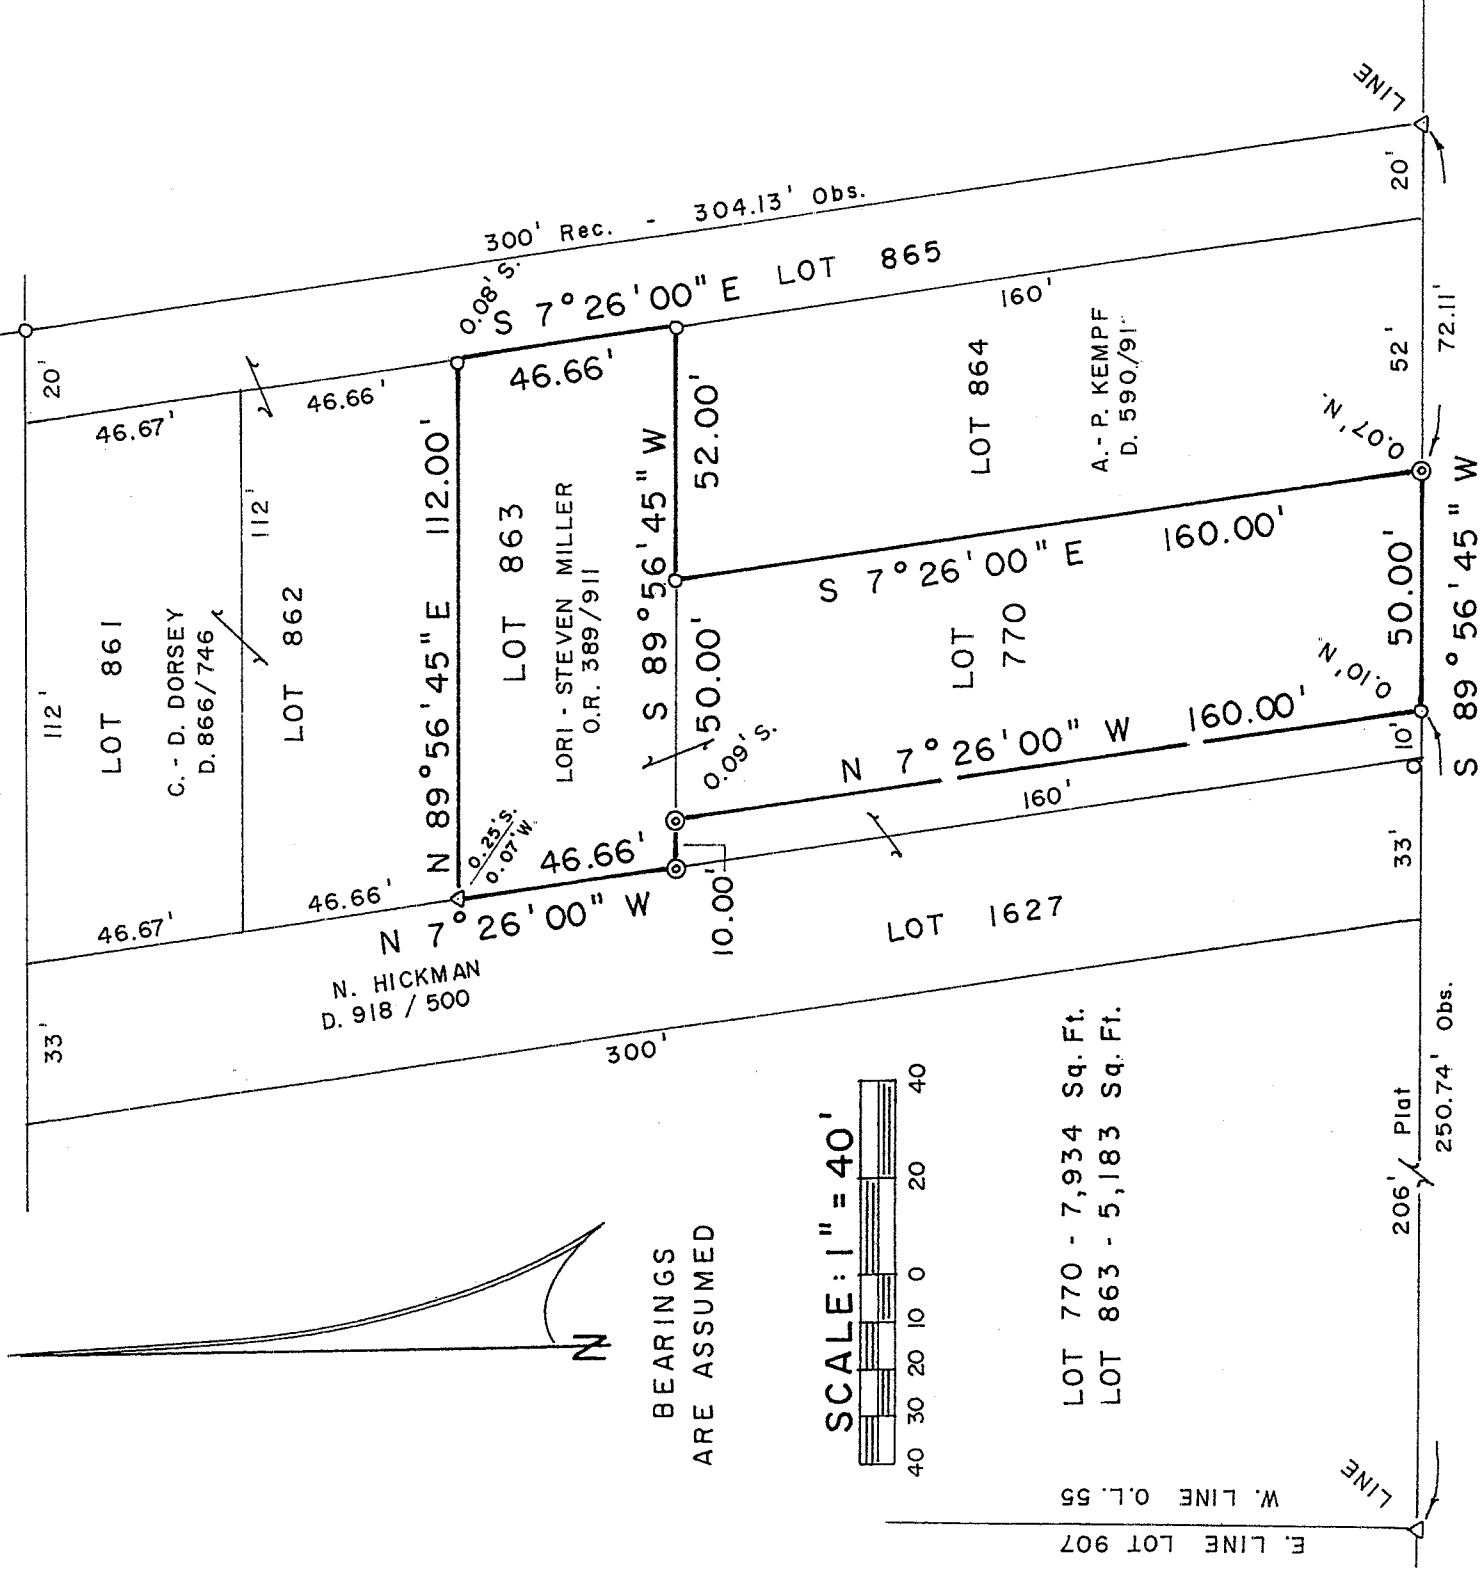 LINE
20'
300' Rec. - 304.13' Obs.
0.08' S.
S 7°26'00" E LOT 865
20'
46.67'
46.66'
46.66'
160'
52'
72.11'
112'
LOT 861
C. - D. DORSEY
D. 866/746
112'
LOT 862
N 89°56'45" E 112.00'
LOT 863
LORI - STEVEN MILLER
O.R. 389/911
S 89°56'45" W
52.00'
50.00'
LOT 864
A. - P. KEMPF
D. 590/91
0.07' N.
S 7°26'00" E 160.00'
LOT
770
50.00'
S 89°56'45" W
0.10' N.
0.09' S.
N 7°26'00" W 160.00'
160'
10'
0.25' S.
0.07' W.
46.66'
46.67'
46.66'
N 7°26'00" W
10.00'
N. HICKMAN
D. 918 / 500
LOT 1627
33'
33'
300'
SCALE: 1" = 40'
40 30 20 10 0 20 40
LOT 770 - 7,934 Sq. Ft.
LOT 863 - 5,183 Sq. Ft.
206' Plat
250.74' Obs.
N
BEARINGS
ARE ASSUMED
W. LINE O.L. 55
E. LINE LOT 907
LINE